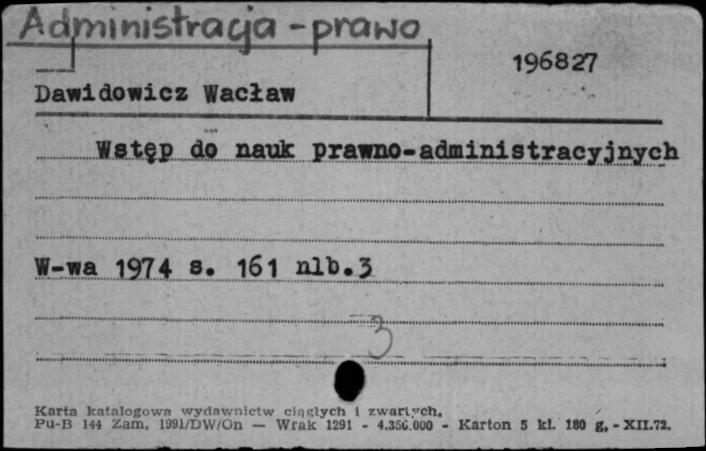 Administracja - prawo
196827
Dawidowicz Wacław
Wstęp do nauk prawno-administracyjnych
W-wa 1974 s. 161 nlb.3
3
Karta katalogowa wydawnictw ciągłych i zwartych,
Pu-B 144 Zam. 1991/DW/On — Wrak 1291 - 4.350.000 - Karton 5 kl. 180 g. - XII.72.